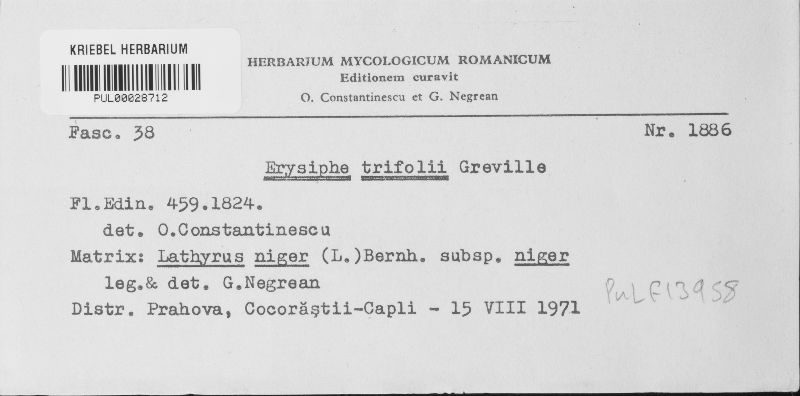 KRIEBEL HERBARIUM
PUL00028712
HERBARIUM MYCOLOGICUM ROMANICUM
Editionem curavit
O. Constantinescu et G. Negrean
Fasc. 38 Nr. 1886
Erysiphe trifolii Greville
Fl.Edin. 459.1824.
det. O.Constantinescu
Matrix: Lathyrus niger (L.)Bernh. subsp. niger
leg.& det. G.Negrean
Distr. Prahova, Cocorăştii-Capli - 15 VIII 1971
PuL F13958